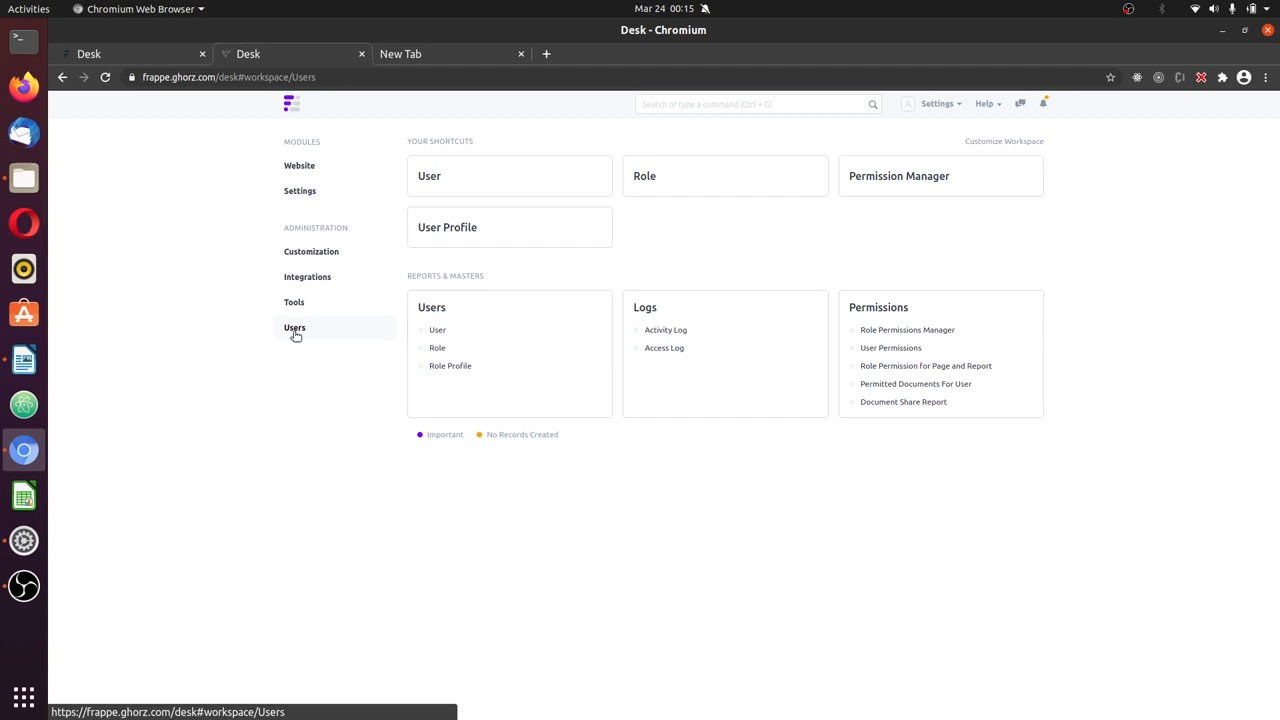 Activities
Chromium Web Browser
Mar 24 00:15
Desk - Chromium
Desk
Desk
New Tab
frappe.ghorz.com/desk#workspace/Users
Search or type a command (Ctrl + G)
A
Settings
Help
MODULES
Website
Settings
ADMINISTRATION
Customization
Integrations
Tools
Users
YOUR SHORTCUTS
Customize Workspace
User
Role
Permission Manager
User Profile
REPORTS & MASTERS
Users
User
Role
Role Profile
Logs
Activity Log
Access Log
Permissions
Role Permissions Manager
User Permissions
Role Permission for Page and Report
Permitted Documents For User
Document Share Report
Important
No Records Created
https://frappe.ghorz.com/desk#workspace/Users